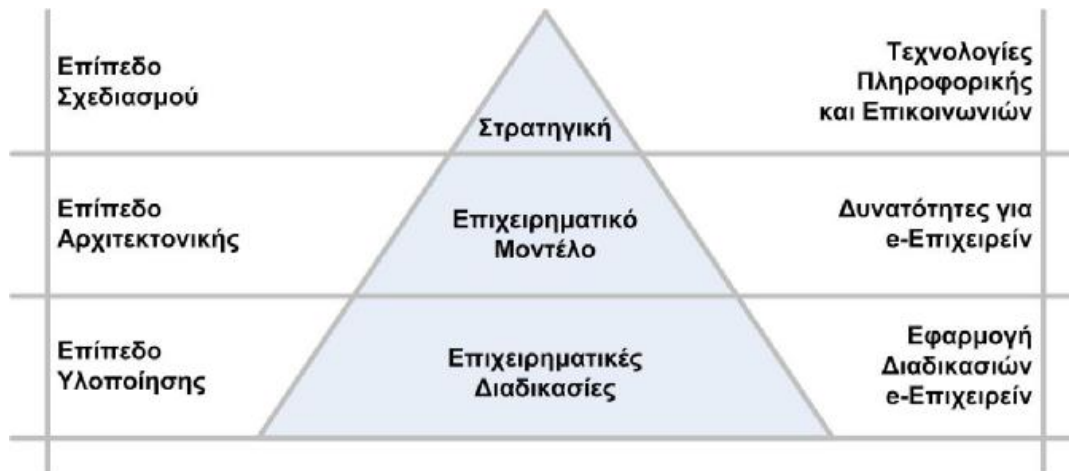 Επίπεδο
Σχεδιασμού
Στρατηγική
Τεχνολογίες
Πληροφορικής
και Επικοινωνιών
Επίπεδο
Αρχιτεκτονικής
Επιχειρηματικό
Μοντέλο
Δυνατότητες για
e-Επιχειρείν
Επίπεδο
Υλοποίησης
Επιχειρηματικές
Διαδικασίες
Εφαρμογή
Διαδικασιών
e-Επιχειρείν